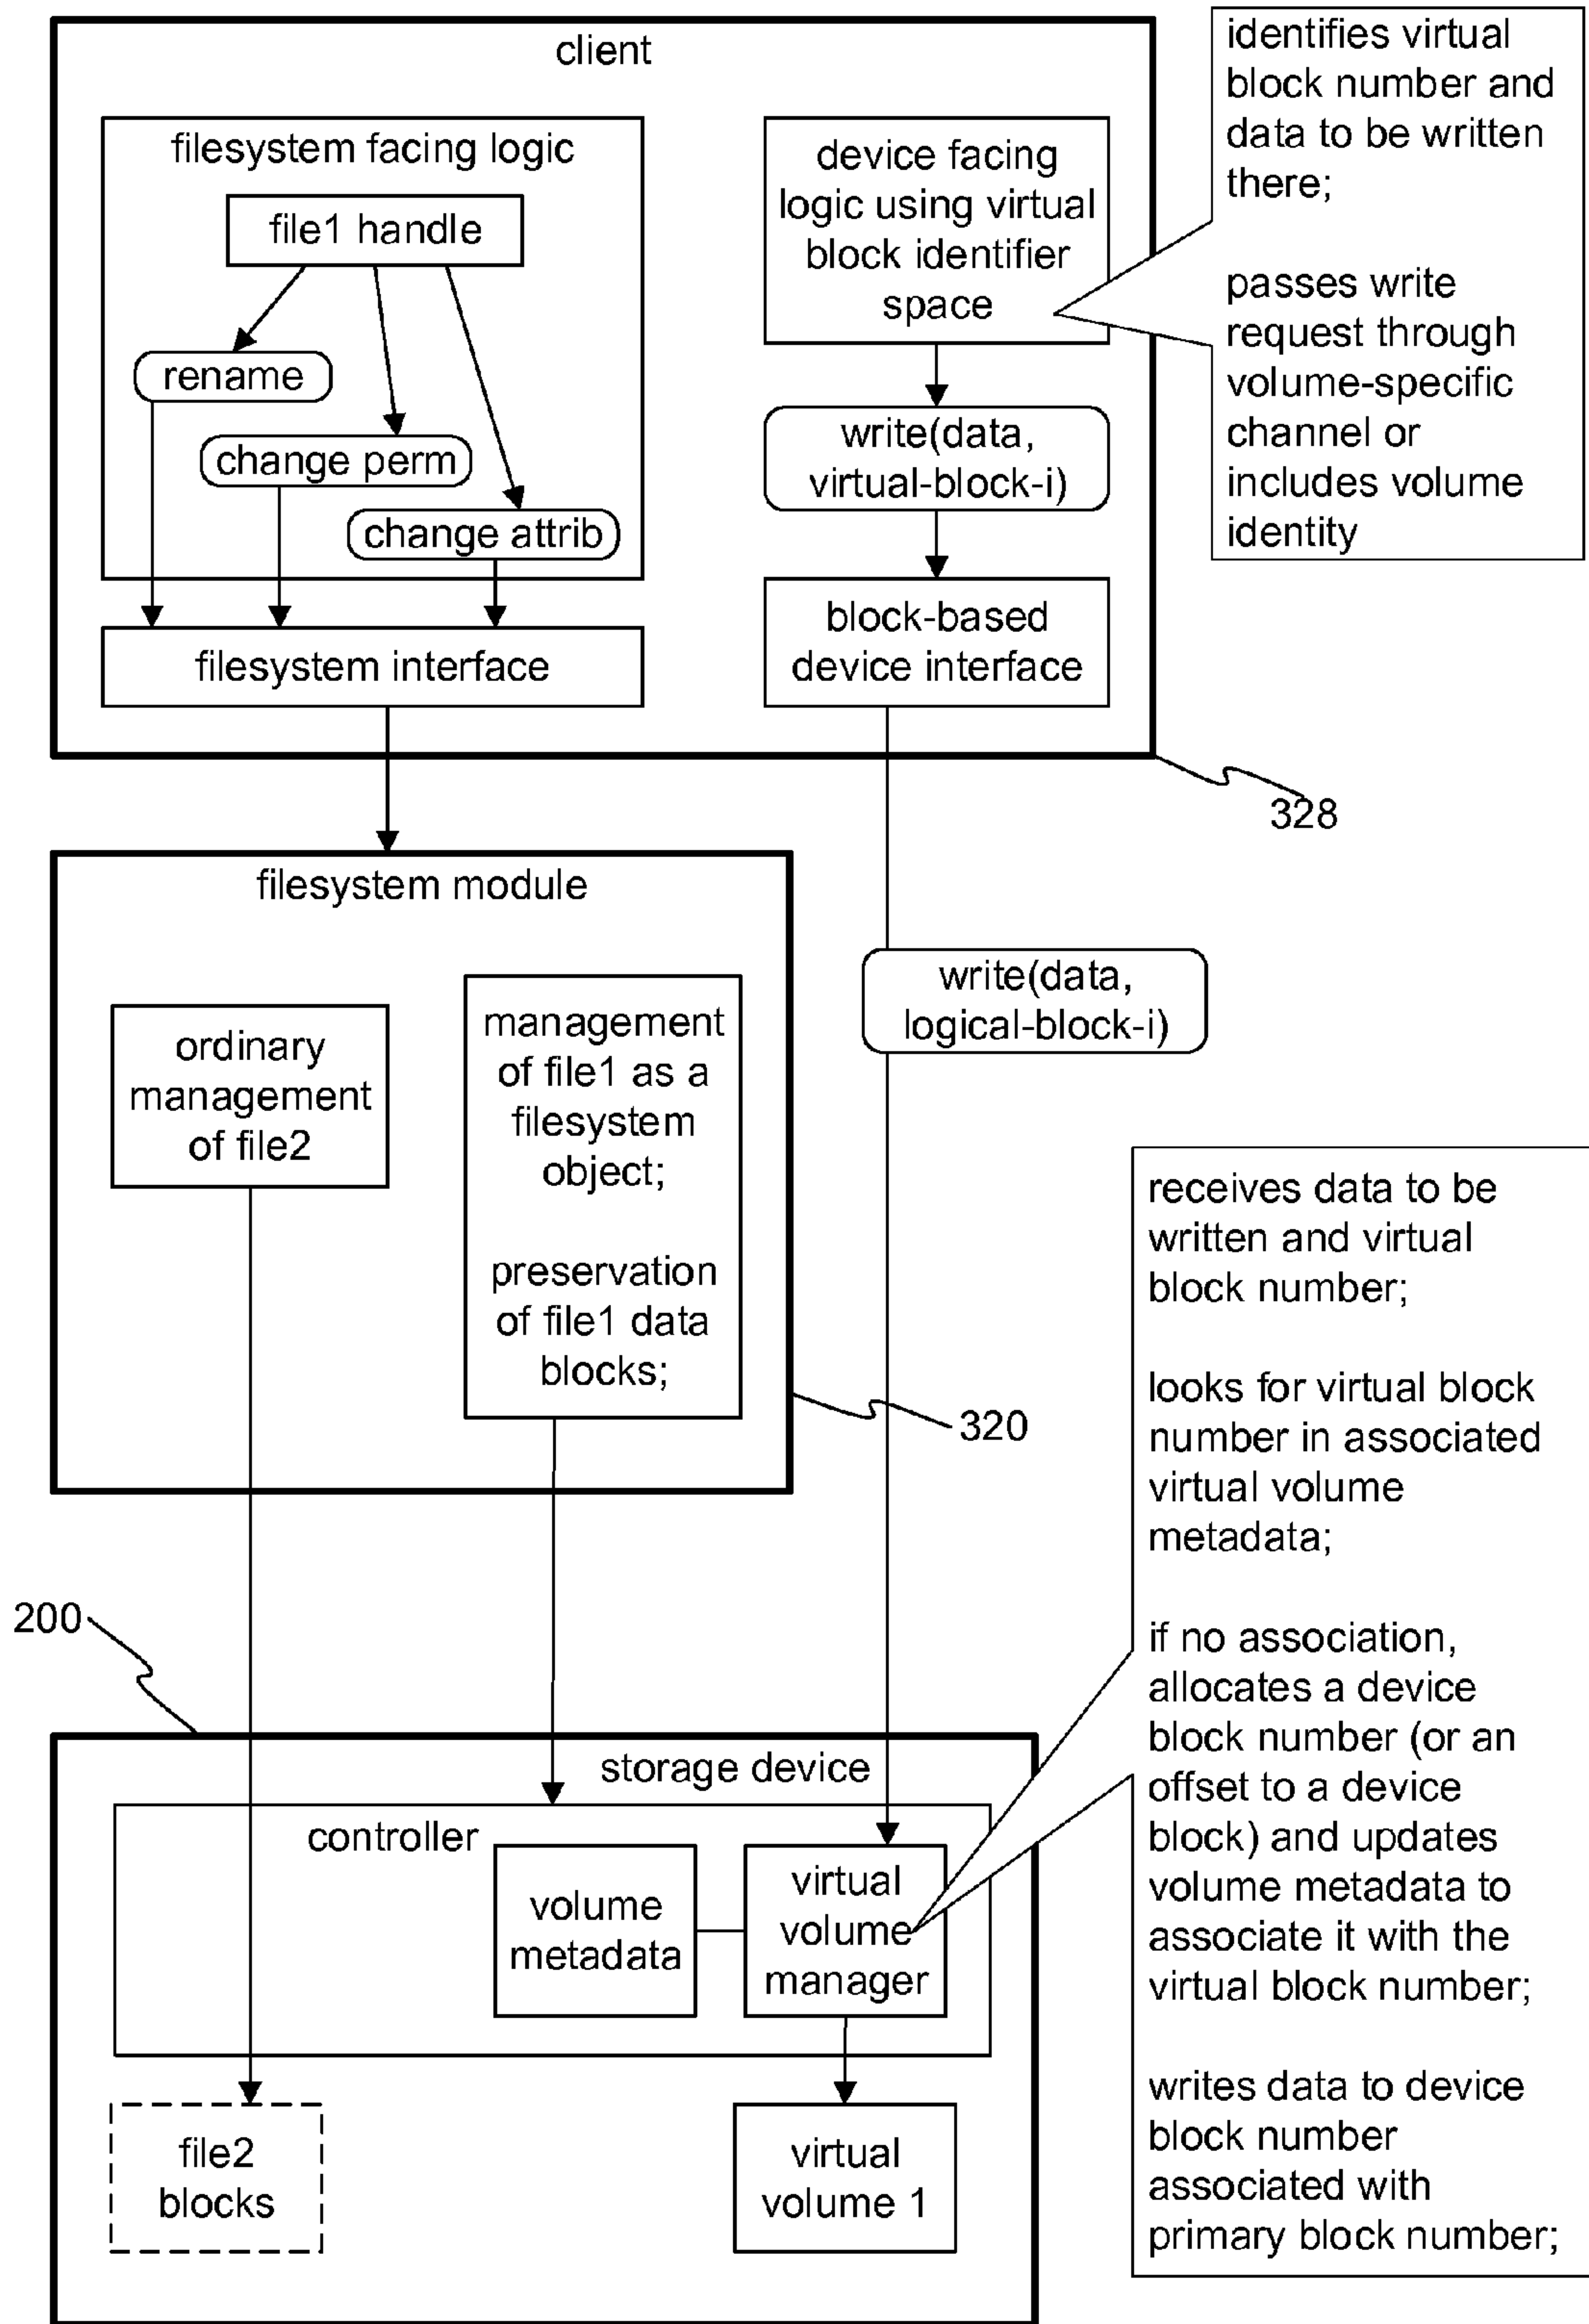 client
filesystem facing logic
file1 handle
rename
change perm
change attrib
filesystem interface
device facing
logic using virtual
block identifier
space
write(data,
virtual-block-i)
block-based
device interface
identifies virtual
block number and
data to be written
there;
passes write
request through
volume-specific
channel or
includes volume
identity
328
filesystem module
ordinary
management
of file2
management
of file1 as a
filesystem
object;
preservation
of file1 data
blocks;
320
write(data,
logical-block-i)
receives data to be
written and virtual
block number;
looks for virtual block
number in associated
virtual volume
metadata;
if no association,
allocates a device
block number (or an
offset to a device
block) and updates
volume metadata to
associate it with the
virtual block number;
writes data to device
block number
associated with
primary block number;
200
storage device
controller
volume
metadata
virtual
volume
manager
file2
blocks
virtual
volume 1